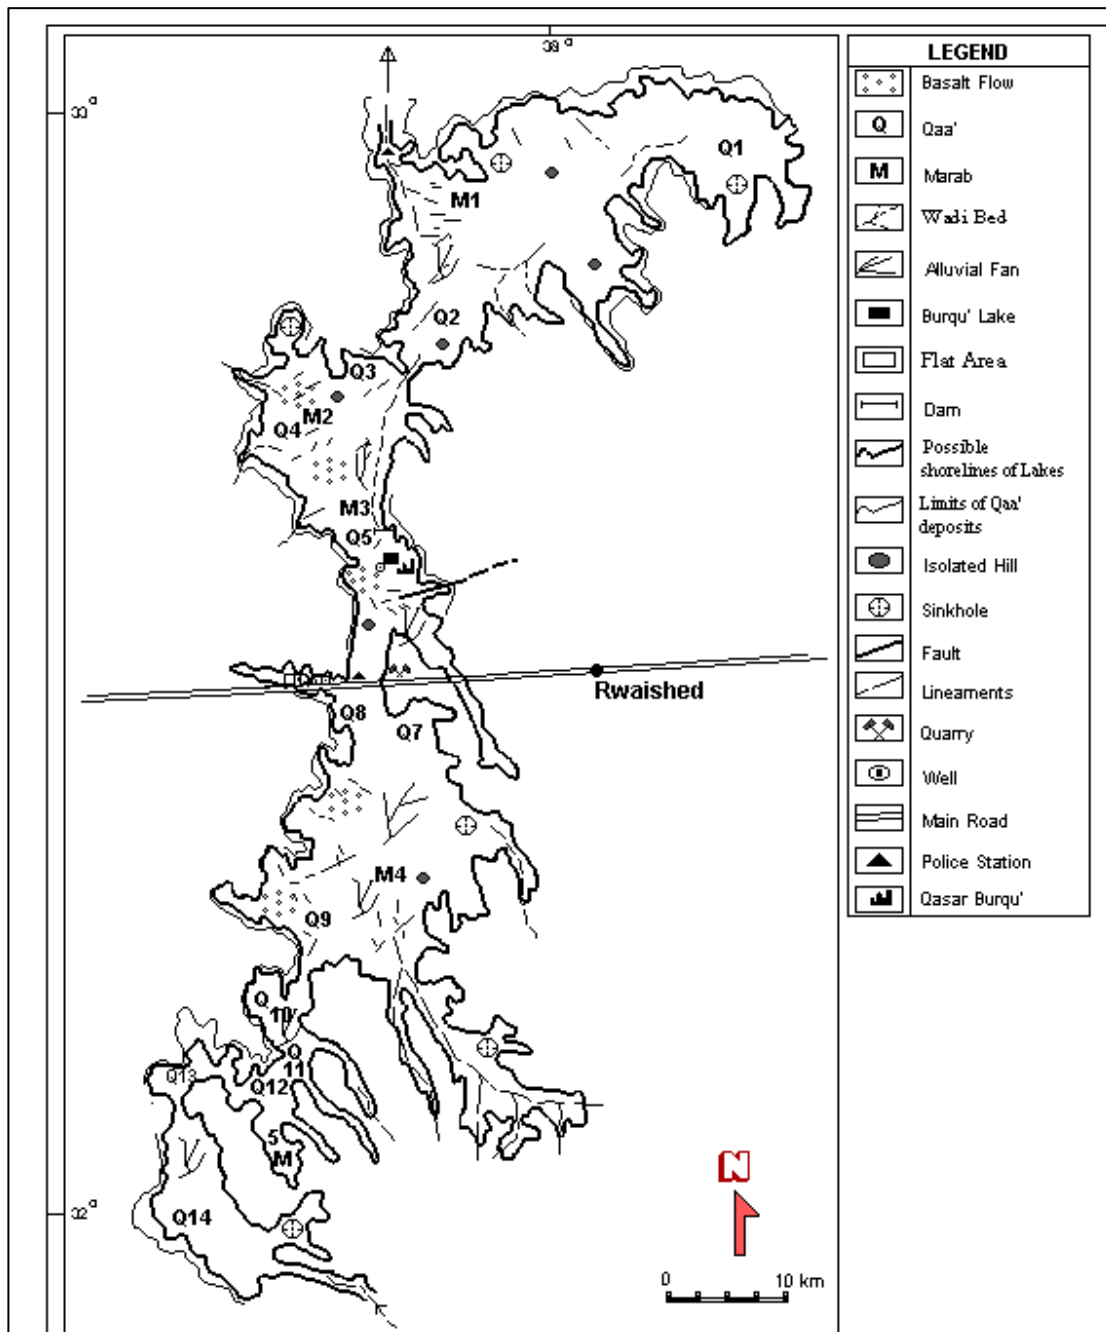 38°
33°
LEGEND
Basalt Flow
Q Qaa'
M Marab
Wadi Bed
Alluvial Fan
Burqu' Lake
Flat Area
Dam
Possible
shorelines of Lakes
Limits of Qaa'
deposits
Isolated Hill
Sinkhole
Fault
Lineaments
Quarry
Well
Main Road
Police Station
Qasar Burqu'
Q1
M1
Q2
Q3
M2
Q4
M3
Q5
Rwaished
Q8
Q7
M4
Q9
Q
10
Q
11
Q13
Q12
5
M
Q14
32°
N
0 10 km